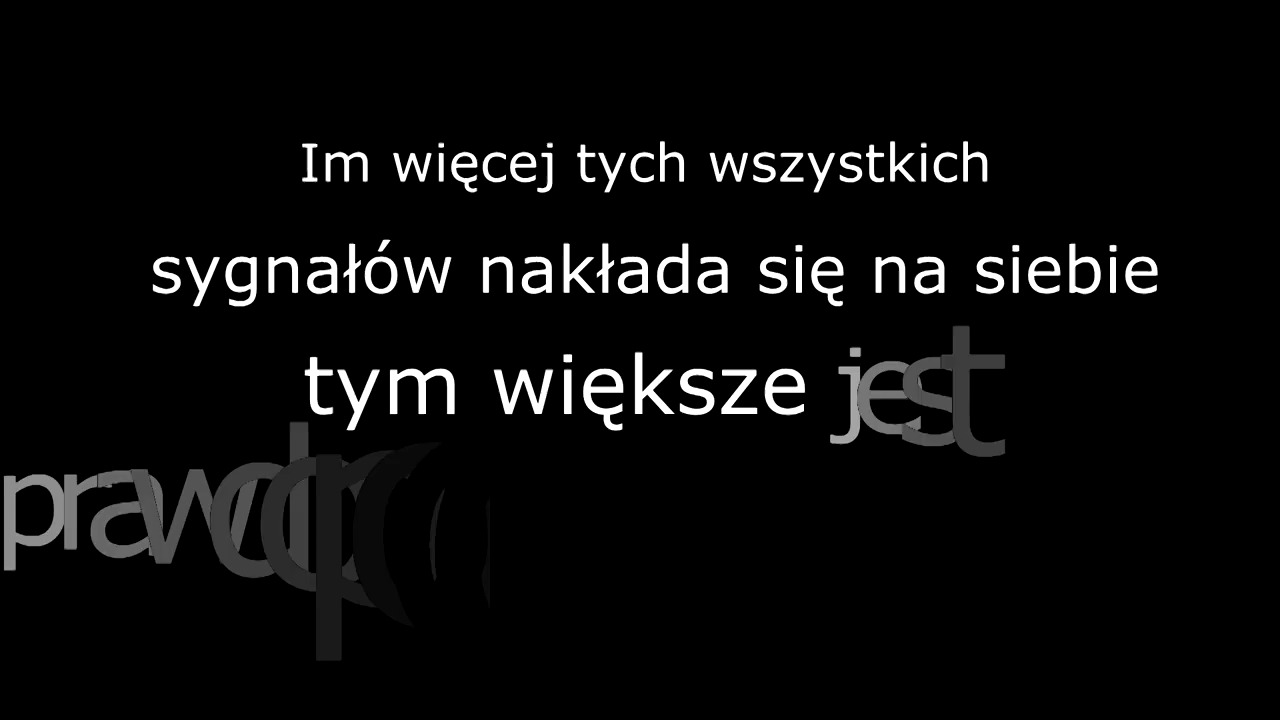 Im więcej tych wszystkich
sygnałów nakłada się na siebie
tym większe jest